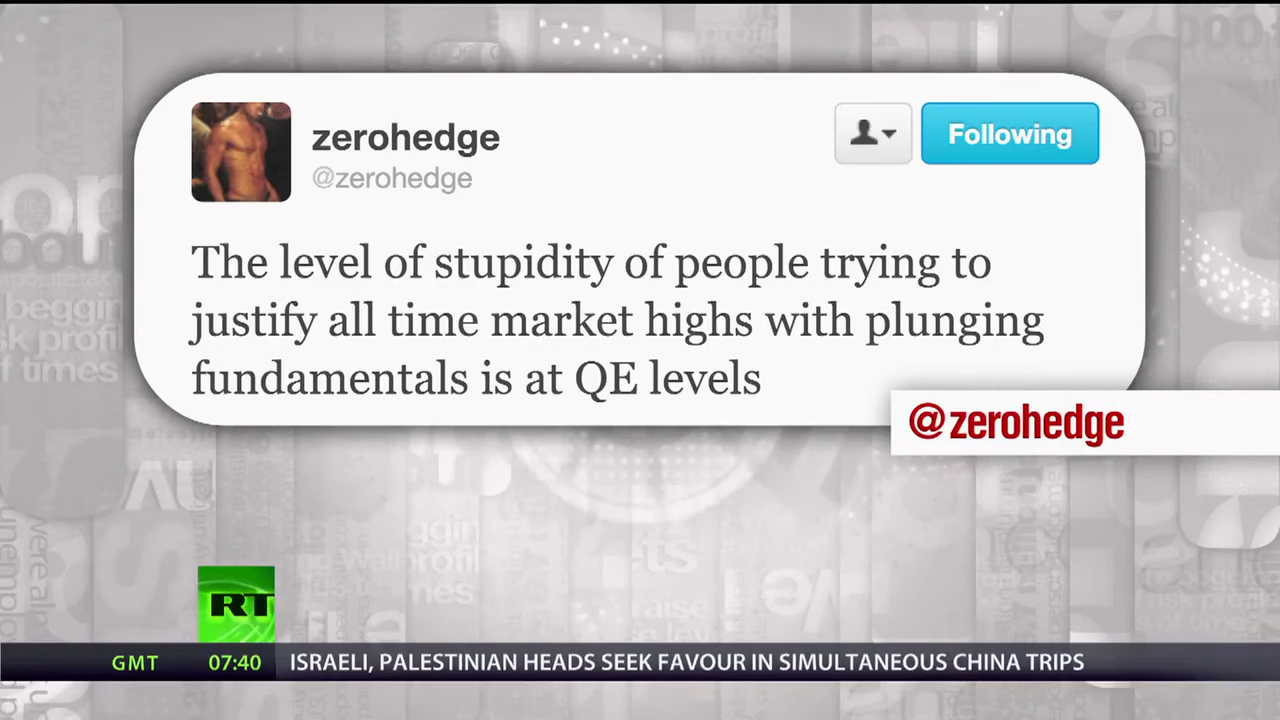 zerohedge
@zerohedge
Following
The level of stupidity of people trying to
justify all time market highs with plunging
fundamentals is at QE levels
@zerohedge
RT
GMT 07:40 ISRAELI, PALESTINIAN HEADS SEEK FAVOUR IN SIMULTANEOUS CHINA TRIPS